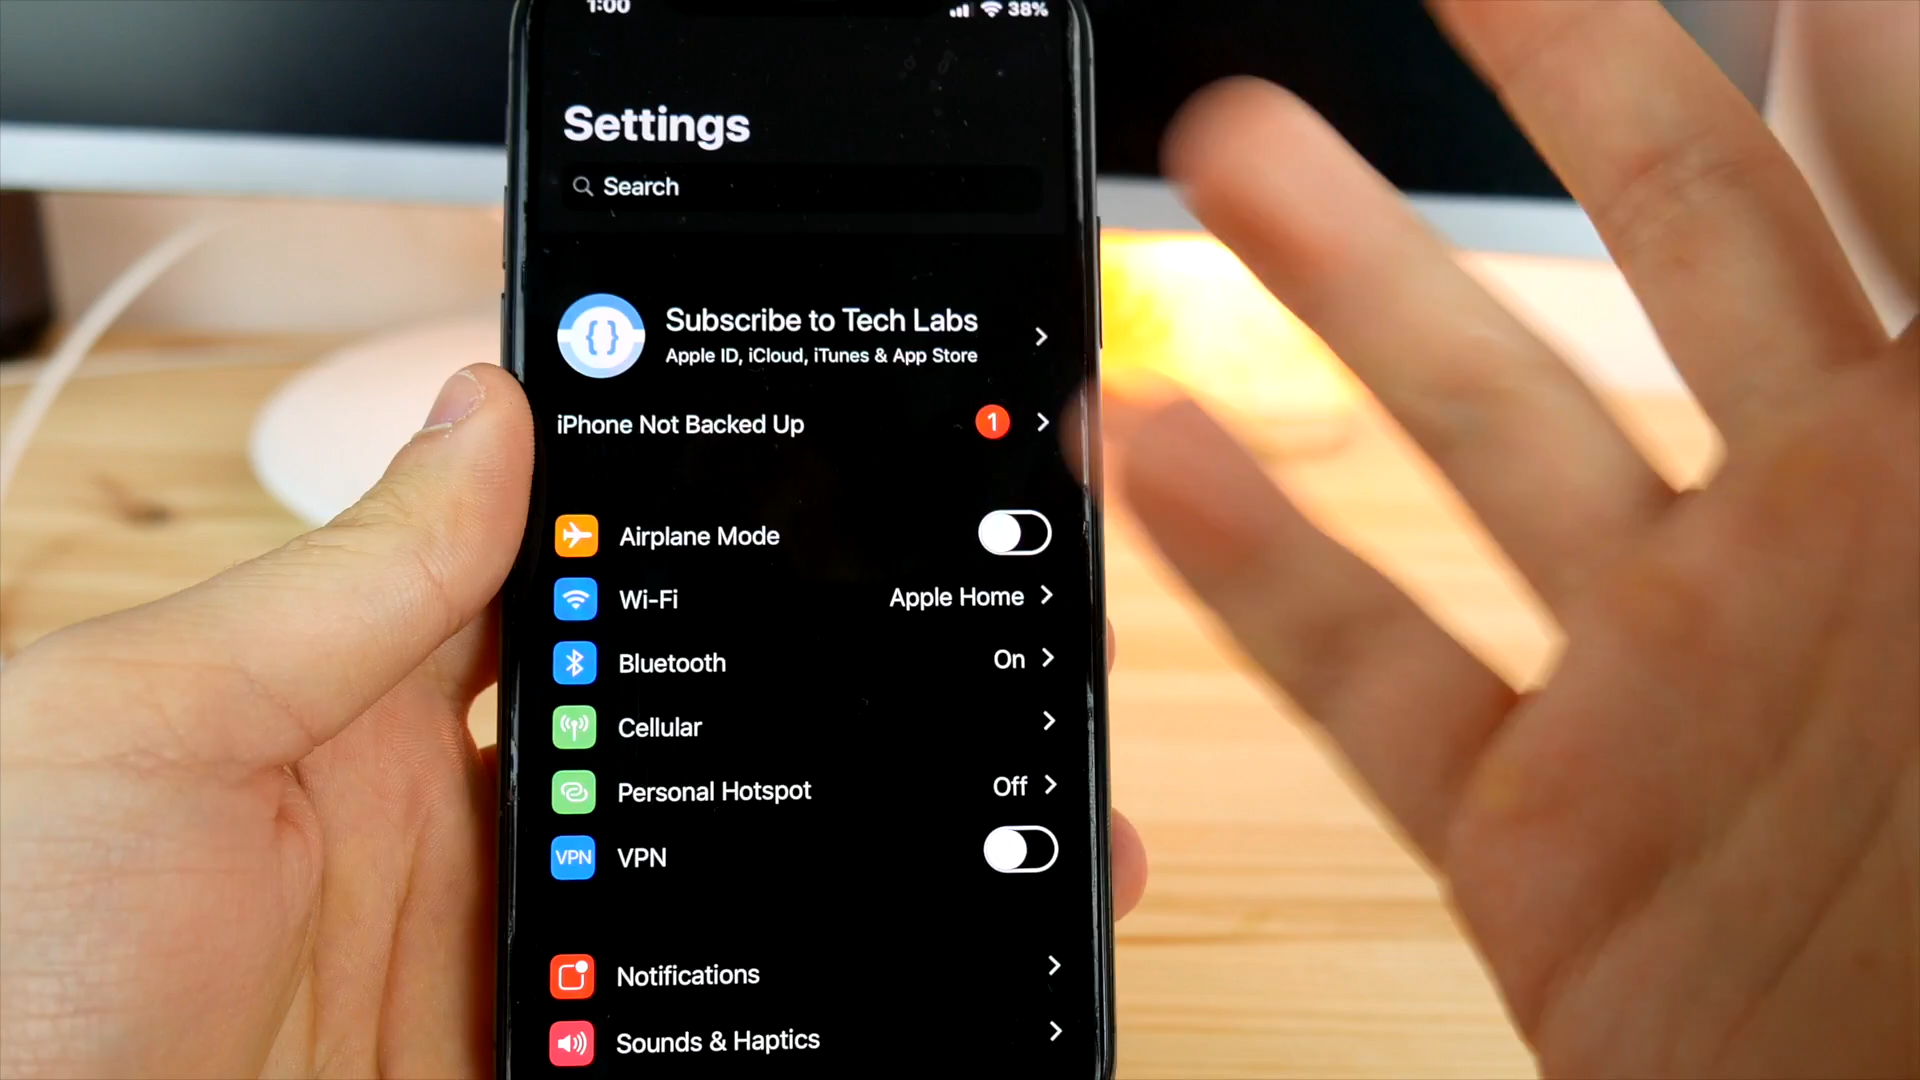 1:00 38%
Settings
Search
Subscribe to Tech Labs
Apple ID, iCloud, iTunes & App Store
iPhone Not Backed Up 1
Airplane Mode
Wi-Fi Apple Home
Bluetooth On
Cellular
Personal Hotspot Off
VPN VPN
Notifications
Sounds & Haptics